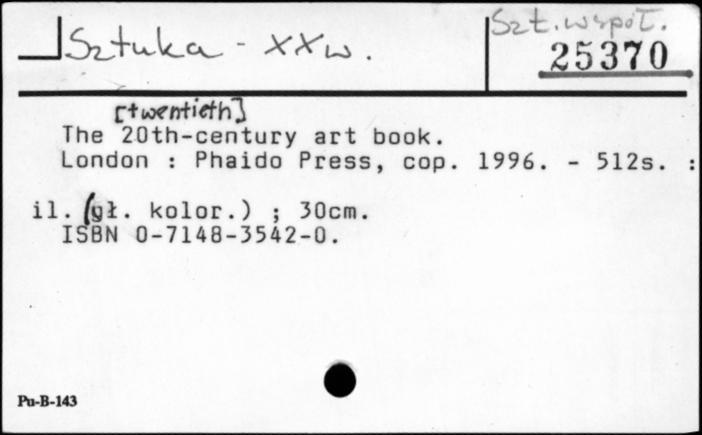 Sztuka - XX w.
Szt. współ.
25370
[twentieth]
The 20th-century art book.
London : Phaido Press, cop. 1996. - 512s. :
il. (gł. kolor.) ; 30cm.
ISBN 0-7148-3542-0.
Pu-B-143